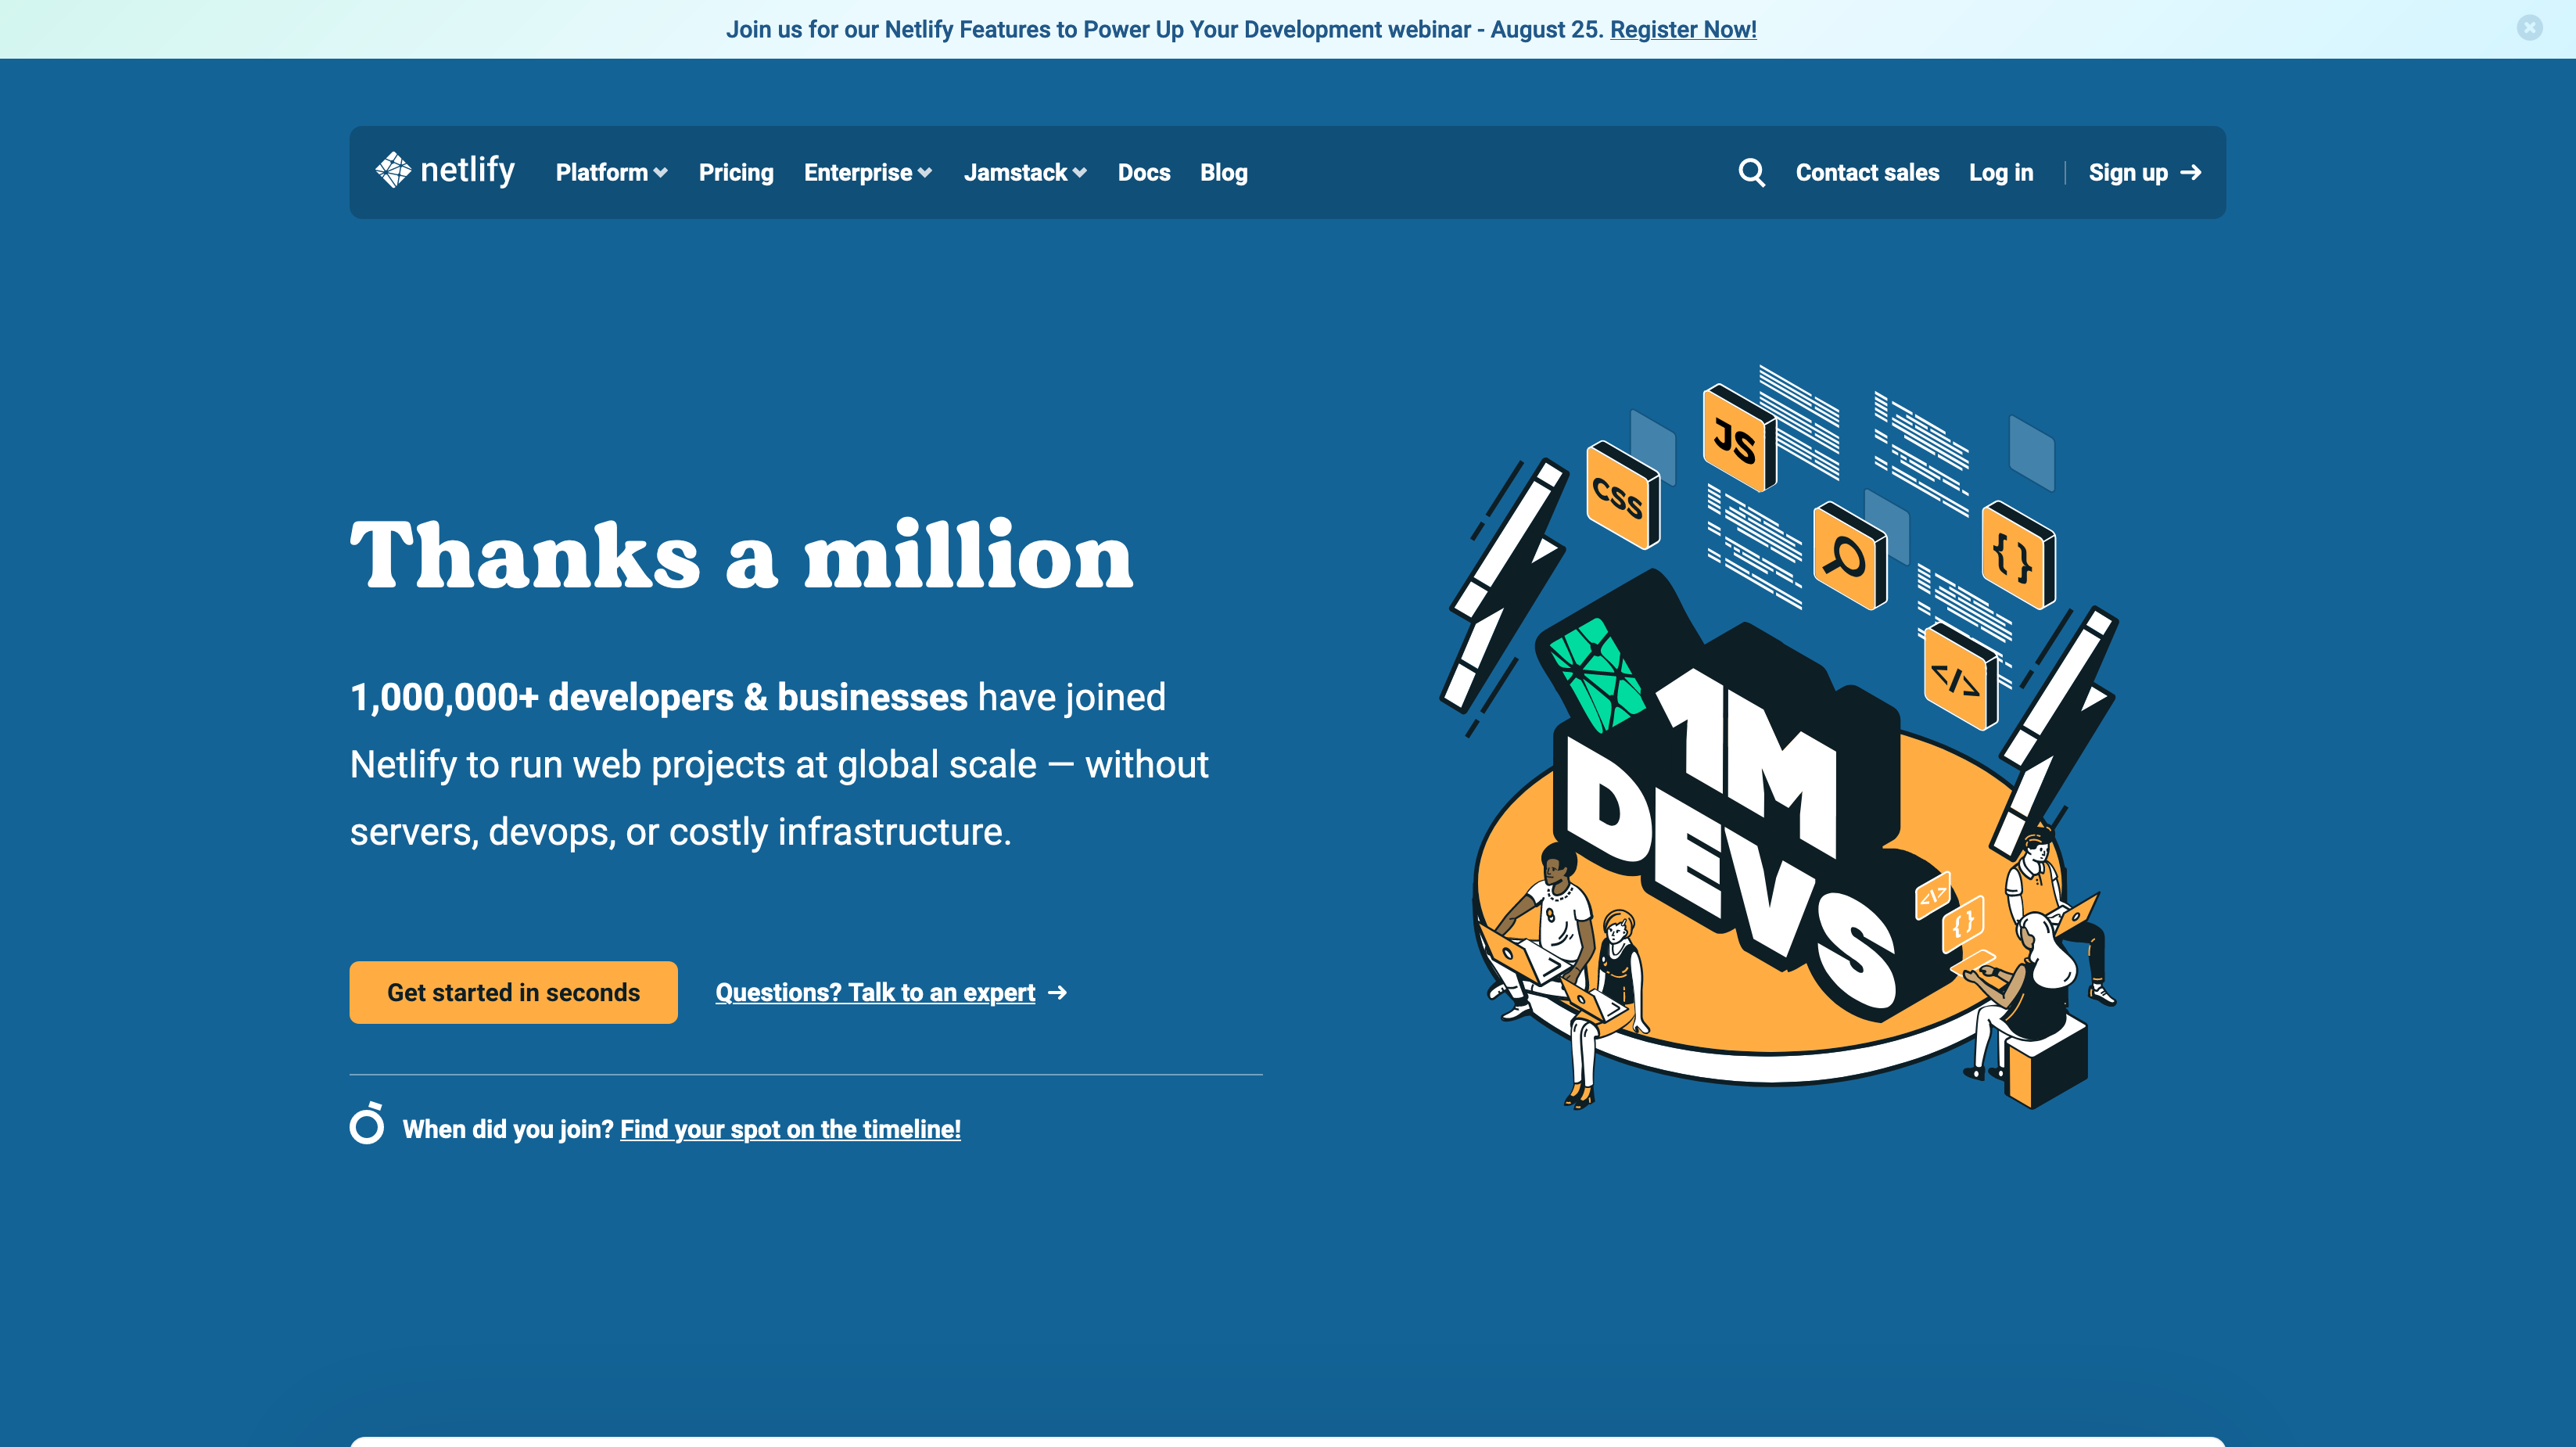 Join us for our Netlify Features to Power Up Your Development webinar - August 25. Register Now!
netlify Platform Pricing Enterprise Jamstack Docs Blog Contact sales Log in Sign up →
Thanks a million
1,000,000+ developers & businesses have joined
Netlify to run web projects at global scale — without
servers, devops, or costly infrastructure.
Get started in seconds Questions? Talk to an expert →
When did you join? Find your spot on the timeline!
JS
CSS
{}
</>
1M
DEVS
</>
{}